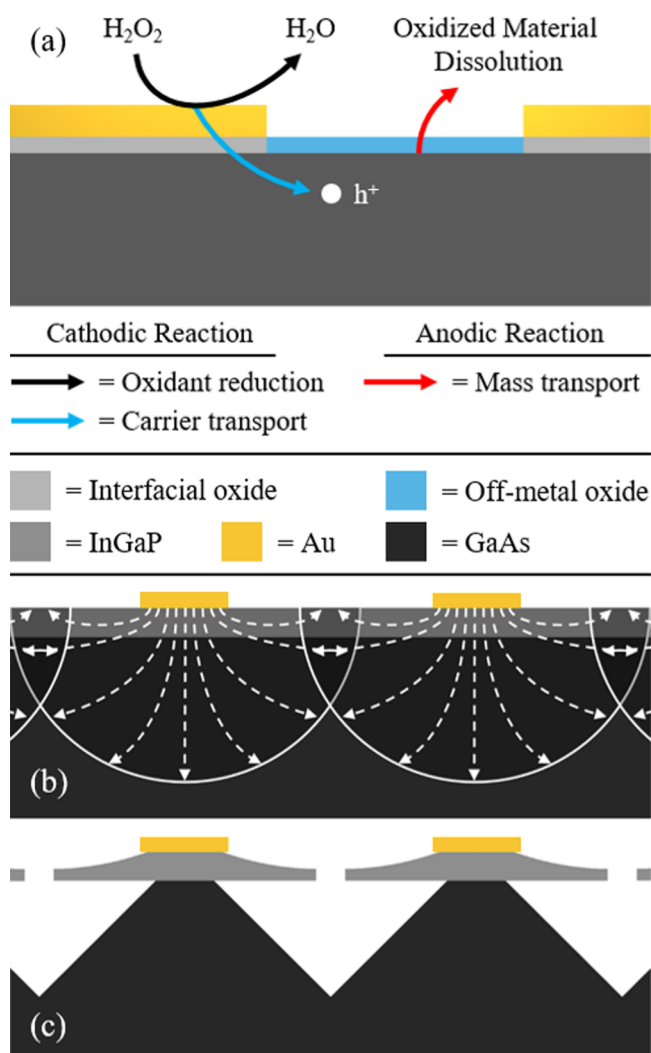 (a)
H₂O₂ H₂O Oxidized Material
Dissolution
h⁺
Cathodic Reaction Anodic Reaction
= Oxidant reduction = Mass transport
= Carrier transport
= Interfacial oxide = Off-metal oxide
= InGaP = Au = GaAs
(b)
(c)